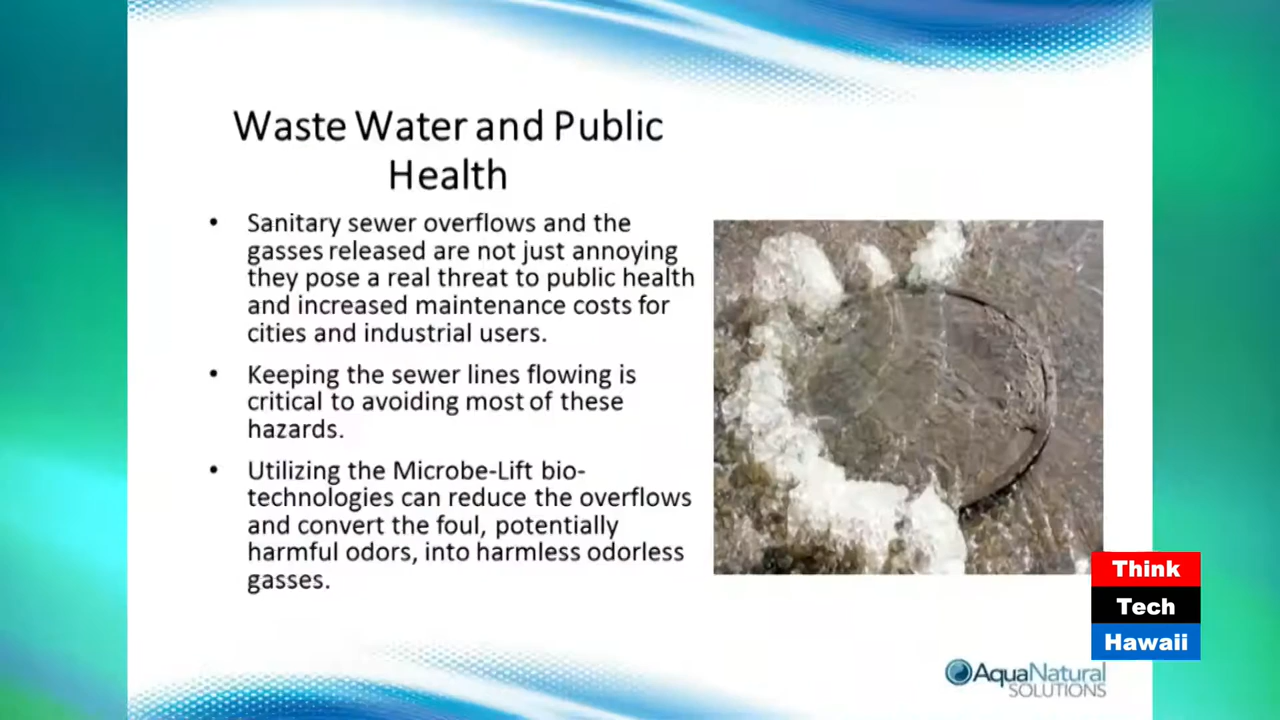 Waste Water and Public
Health
• Sanitary sewer overflows and the
gasses released are not just annoying
they pose a real threat to public health
and increased maintenance costs for
cities and industrial users.
• Keeping the sewer lines flowing is
critical to avoiding most of these
hazards.
• Utilizing the Microbe-Lift bio-
technologies can reduce the overflows
and convert the foul, potentially
harmful odors, into harmless odorless
gasses.
Think
Tech
Hawaii
AquaNatural
SOLUTIONS